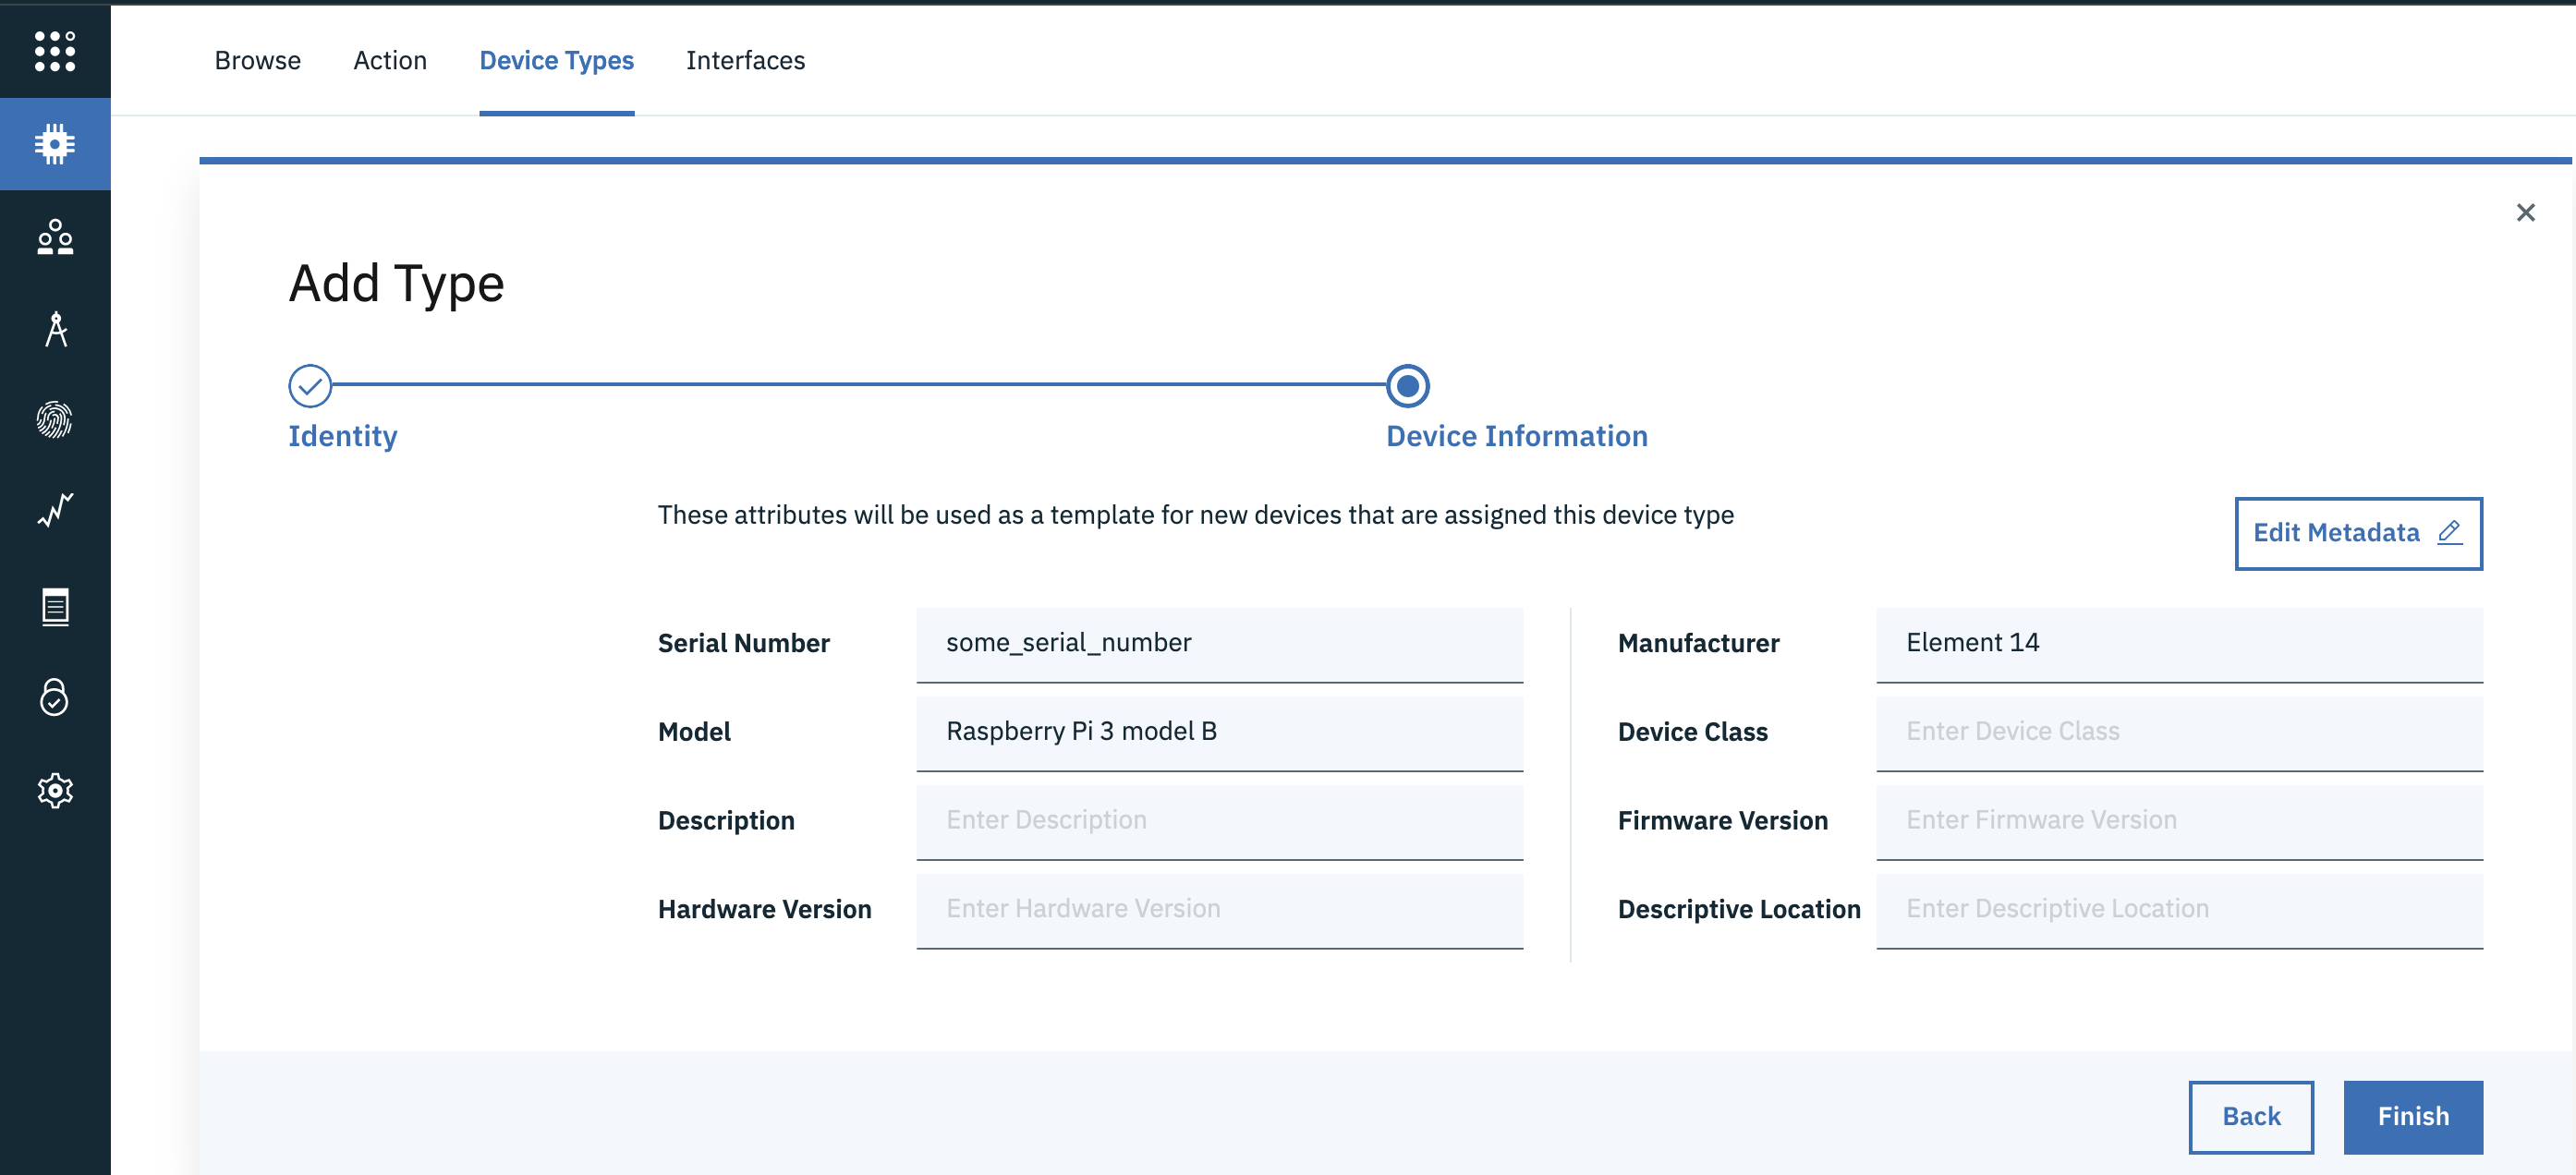 Browse Action Device Types Interfaces
Add Type
Identity Device Information
These attributes will be used as a template for new devices that are assigned this device type
Edit Metadata
Serial Number some_serial_number Manufacturer Element 14
Model Raspberry Pi 3 model B Device Class Enter Device Class
Description Enter Description Firmware Version Enter Firmware Version
Hardware Version Enter Hardware Version Descriptive Location Enter Descriptive Location
Back Finish